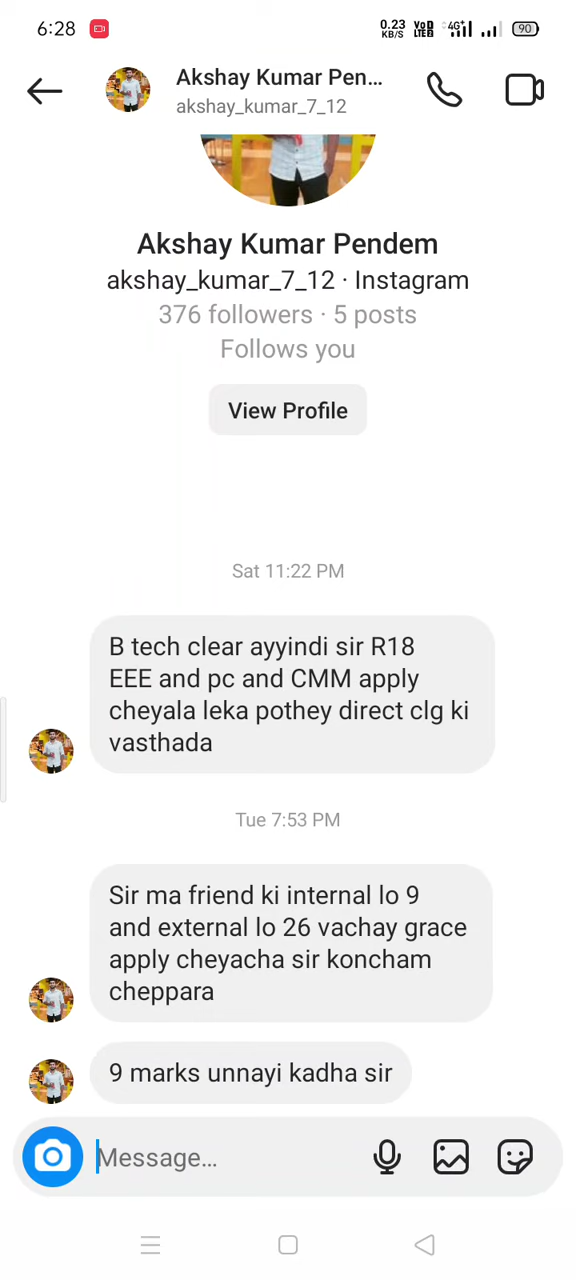 6:28
0.23 KB/S VoD LTE2 4G+ 90
Akshay Kumar Pen...
akshay_kumar_7_12
Akshay Kumar Pendem
akshay_kumar_7_12 · Instagram
376 followers · 5 posts
Follows you
View Profile
Sat 11:22 PM
B tech clear ayyindi sir R18
EEE and pc and CMM apply
cheyala leka pothey direct clg ki
vasthada
Tue 7:53 PM
Sir ma friend ki internal lo 9
and external lo 26 vachay grace
apply cheyacha sir koncham
cheppara
9 marks unnayi kadha sir
Message...